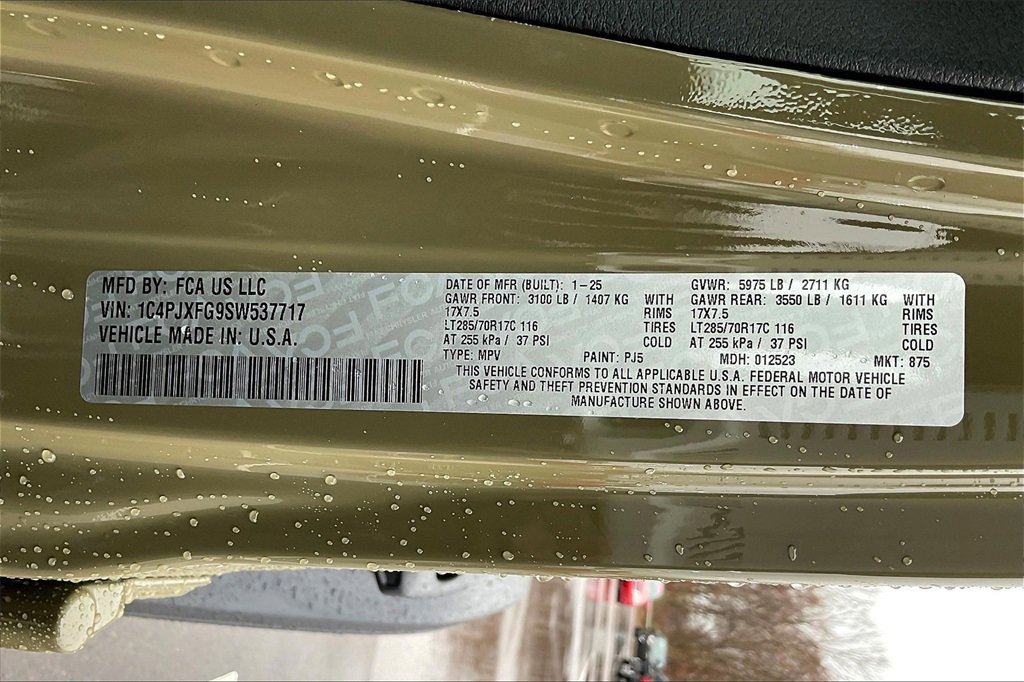 MFD BY: FCA US LLC
VIN: 1C4PJXFG9SW537717
VEHICLE MADE IN: U.S.A.
DATE OF MFR (BUILT): 1-25
GAWR FRONT: 3100 LB / 1407 KG WITH
17X7.5 RIMS
LT285/70R17C 116 TIRES
AT 255 kPa / 37 PSI COLD
TYPE: MPV PAINT: PJ5
GVWR: 5975 LB / 2711 KG
GAWR REAR: 3550 LB / 1611 KG WITH
17X7.5 RIMS
LT285/70R17C 116 TIRES
AT 255 kPa / 37 PSI COLD
MDH: 012523 MKT: 875
THIS VEHICLE CONFORMS TO ALL APPLICABLE U.S.A. FEDERAL MOTOR VEHICLE
SAFETY AND THEFT PREVENTION STANDARDS IN EFFECT ON THE DATE OF
MANUFACTURE SHOWN ABOVE.